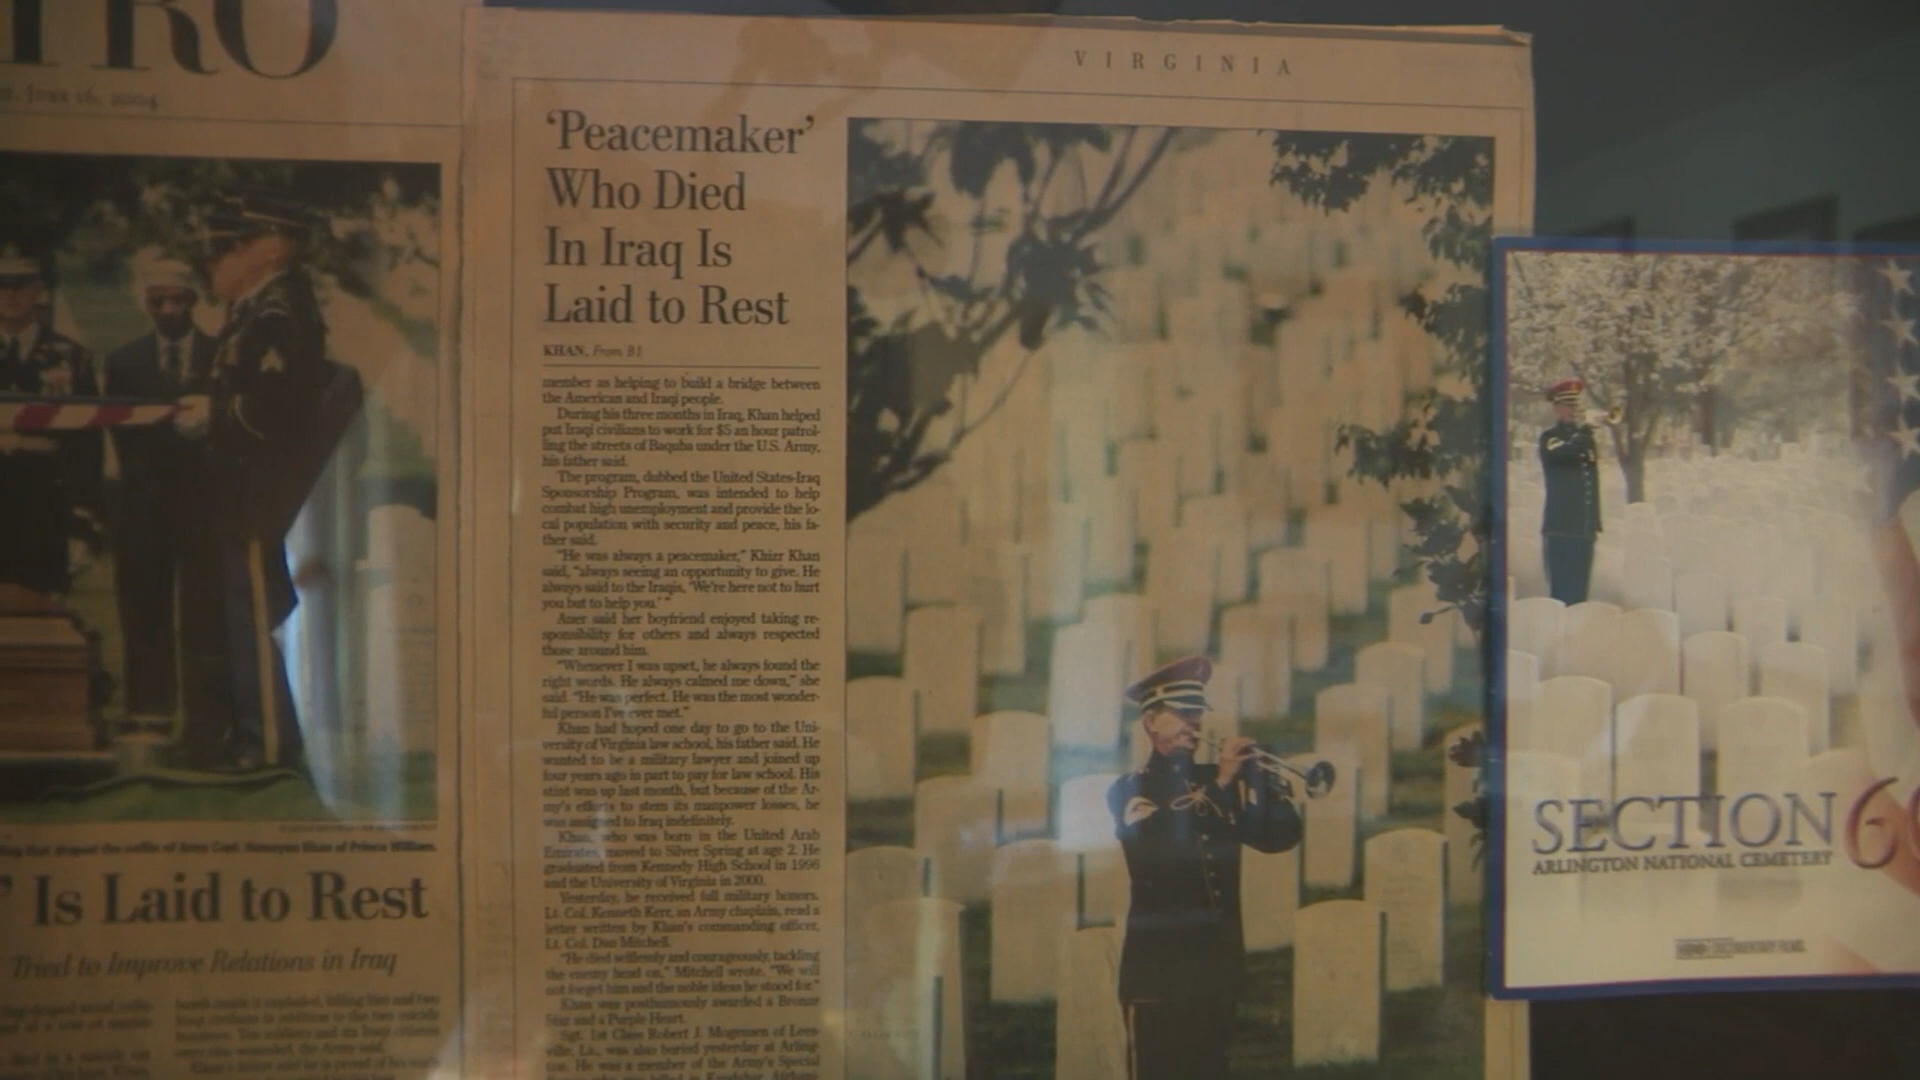 TRO
June 16, 2004
Is Laid to Rest
Tried to Improve Relations in Iraq
VIRGINIA
'Peacemaker'
Who Died
In Iraq Is
Laid to Rest
KHAN, From B1
member as helping to build a bridge between
the American and Iraqi people.
During his three months in Iraq, Khan helped
put Iraqi civilians to work for $5 an hour patrol-
ling the streets of Baquba under the U.S. Army,
his father said.
The program, dubbed the United States-Iraq
Sponsorship Program, was intended to help
combat high unemployment and provide the lo-
cal population with security and peace, his fa-
ther said.
"He was always a peacemaker," Khizr Khan
said, "always seeing an opportunity to give. He
always said to the Iraqis, 'We're here not to hurt
you but to help you.' "
Auer said her boyfriend enjoyed taking re-
sponsibility for others and always respected
those around him.
"Whenever I was upset, he always found the
right words. He always calmed me down," she
said. "He was perfect. He was the most wonder-
ful person I've ever met."
Khan had hoped one day to go to the Uni-
versity of Virginia law school, his father said. He
wanted to be a military lawyer and joined up
four years ago in part to pay for law school. His
stint was up last month, but because of the Ar-
my's efforts to stem its manpower losses, he
was assigned to Iraq indefinitely.
Khan, who was born in the United Arab
Emirates, moved to Silver Spring at age 2. He
graduated from Kennedy High School in 1996
and the University of Virginia in 2000.
Yesterday, he received full military honors.
Lt. Col. Kenneth Kerr, an Army chaplain, read a
letter written by Khan's commanding officer,
Lt. Col. Dan Mitchell.
"He died selflessly and courageously, tackling
the enemy head on," Mitchell wrote. "We will
not forget him and the noble ideas he stood for."
Khan was posthumously awarded a Bronze
Star and a Purple Heart.
Sgt. 1st Class Robert J. Mogensen of Lees-
ville, La., was also buried yesterday at Arling-
ton. He was a member of the Army's Special
SECTION 60
ARLINGTON NATIONAL CEMETERY
HBO DOCUMENTARY FILMS